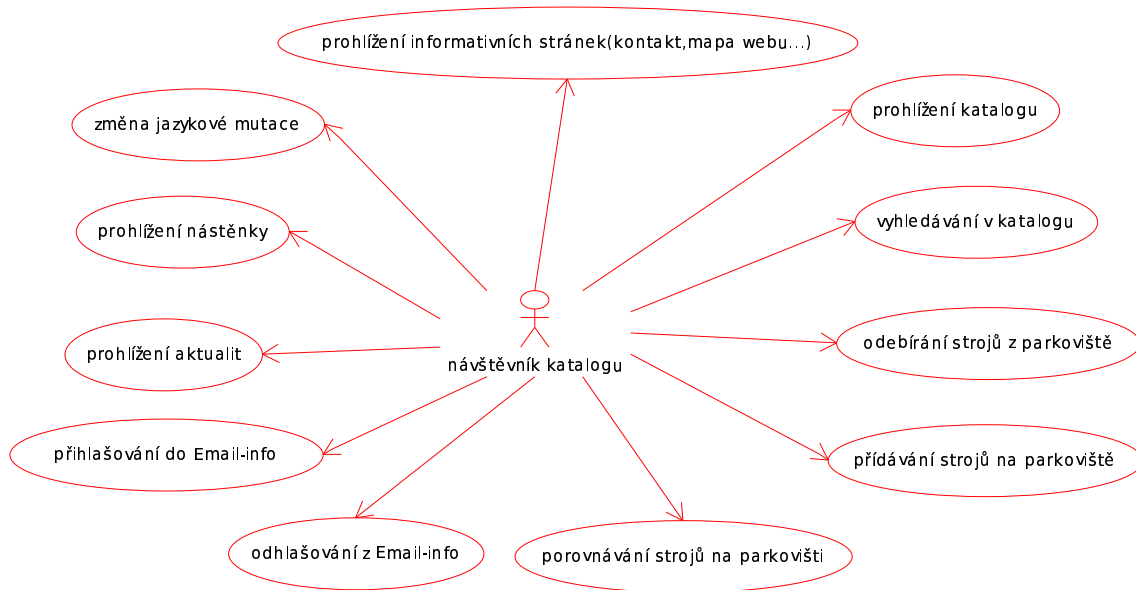 prohlížení informativních stránek(kontakt,mapa webu...)
prohlížení katalogu
změna jazykové mutace
vyhledávání v katalogu
prohlížení nástěnky
odebírání strojů z parkoviště
prohlížení aktualit
návštěvník katalogu
přihlašování do Email-info
přídávání strojů na parkoviště
odhlašování z Email-info
porovnávání strojů na parkovišti